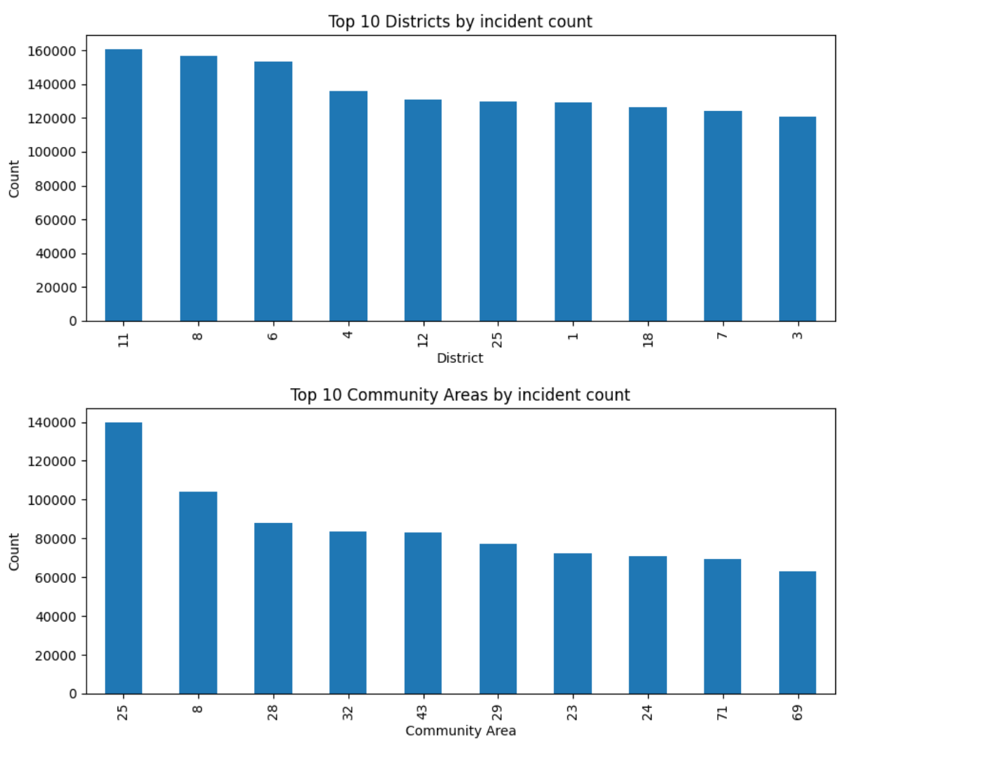 Top 10 Districts by incident count
160000
140000
120000
100000
80000
60000
40000
20000
0
Count
11 8 6 4 12 25 1 18 7 3
District
Top 10 Community Areas by incident count
140000
120000
100000
80000
60000
40000
20000
0
Count
25 8 28 32 43 29 23 24 71 69
Community Area